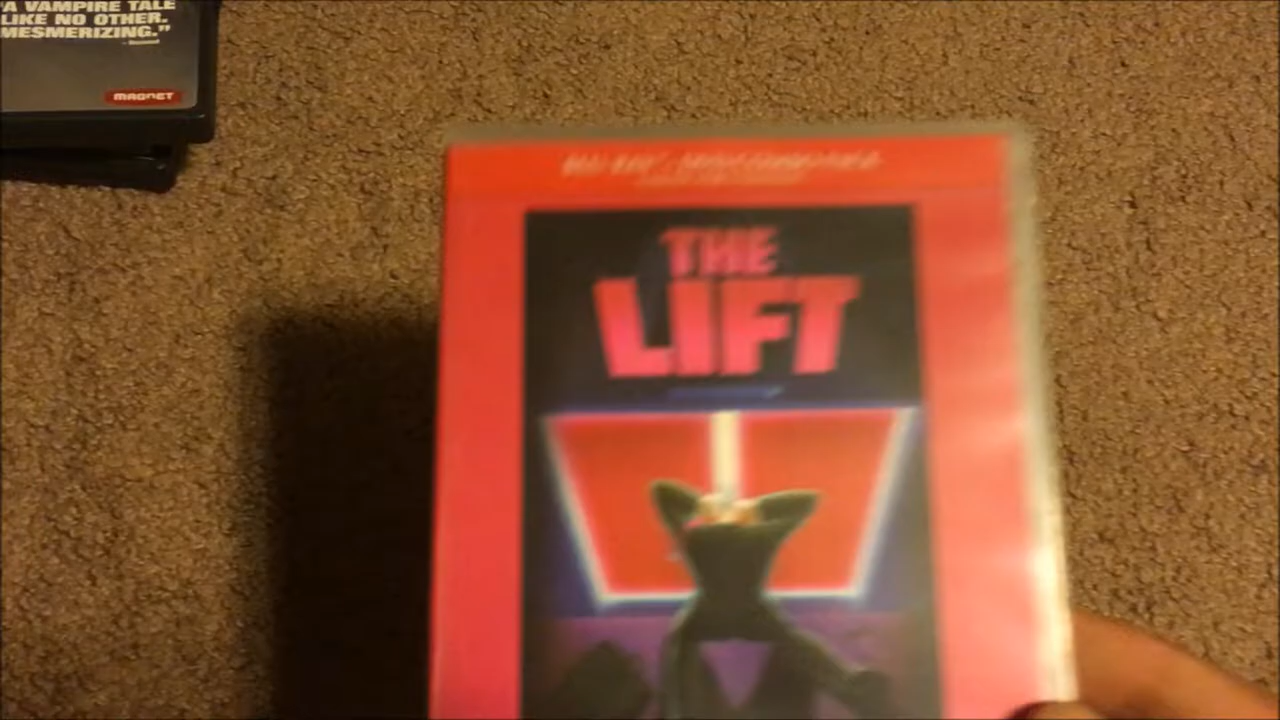 "A VAMPIRE TALE
LIKE NO OTHER.
MESMERIZING."
MAGNET
THE
LIFT